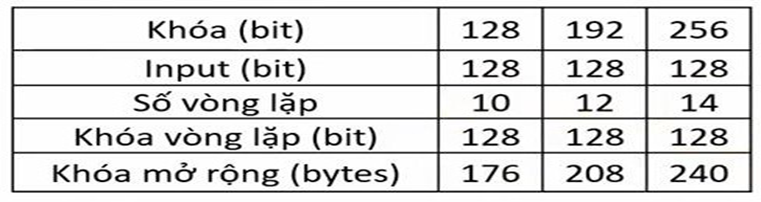 Khóa (bit) 128 192 256
Input (bit) 128 128 128
Số vòng lặp 10 12 14
Khóa vòng lặp (bit) 128 128 128
Khóa mở rộng (bytes) 176 208 240